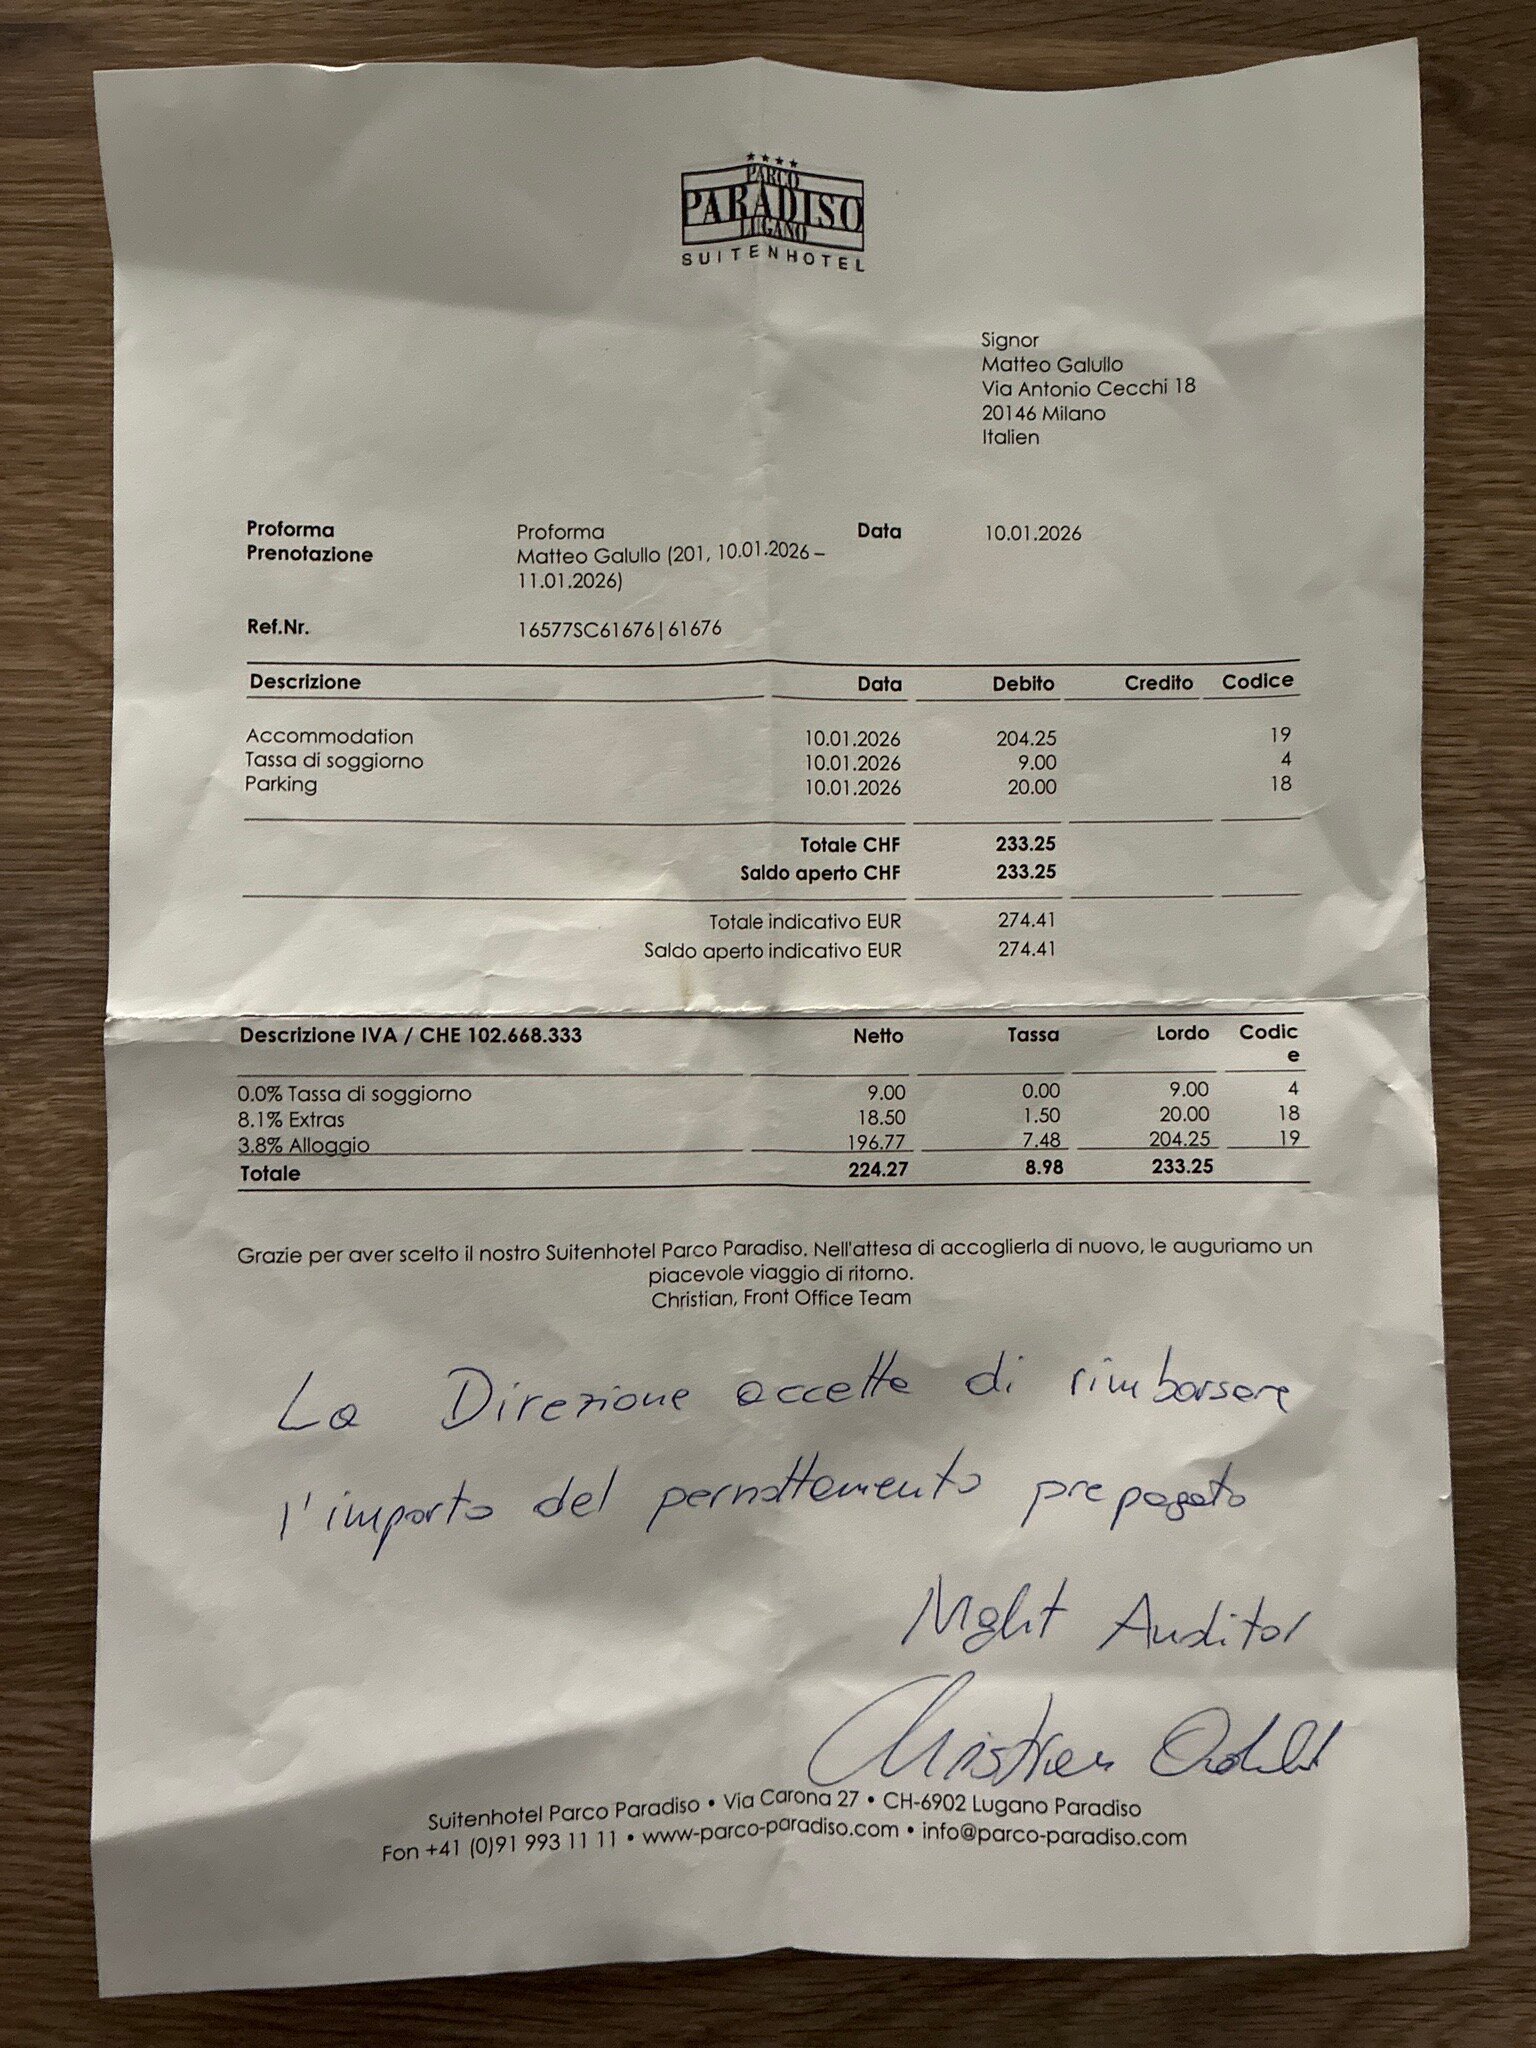 ★★★★
PARCO
PARADISO
LUGANO
SUITENHOTEL
Signor
Matteo Galullo
Via Antonio Cecchi 18
20146 Milano
Italien
Proforma Proforma Data 10.01.2026
Prenotazione Matteo Galullo (201, 10.01.2026 –
11.01.2026)
Ref.Nr. 16577SC61676|61676
Descrizione Data Debito Credito Codice
Accommodation 10.01.2026 204.25 19
Tassa di soggiorno 10.01.2026 9.00 4
Parking 10.01.2026 20.00 18
Totale CHF 233.25
Saldo aperto CHF 233.25
Totale indicativo EUR 274.41
Saldo aperto indicativo EUR 274.41
Descrizione IVA / CHE 102.668.333 Netto Tassa Lordo Codic
e
0.0% Tassa di soggiorno 9.00 0.00 9.00 4
8.1% Extras 18.50 1.50 20.00 18
3.8% Alloggio 196.77 7.48 204.25 19
Totale 224.27 8.98 233.25
Grazie per aver scelto il nostro Suitenhotel Parco Paradiso. Nell'attesa di accoglierla di nuovo, le auguriamo un
piacevole viaggio di ritorno.
Christian, Front Office Team
La Direzione accetta di rimborsare
l'importo del pernottamento prepagato
Night Auditor
Christian
Suitenhotel Parco Paradiso • Via Carona 27 • CH-6902 Lugano Paradiso
Fon +41 (0)91 993 11 11 • www-parco-paradiso.com • info@parco-paradiso.com